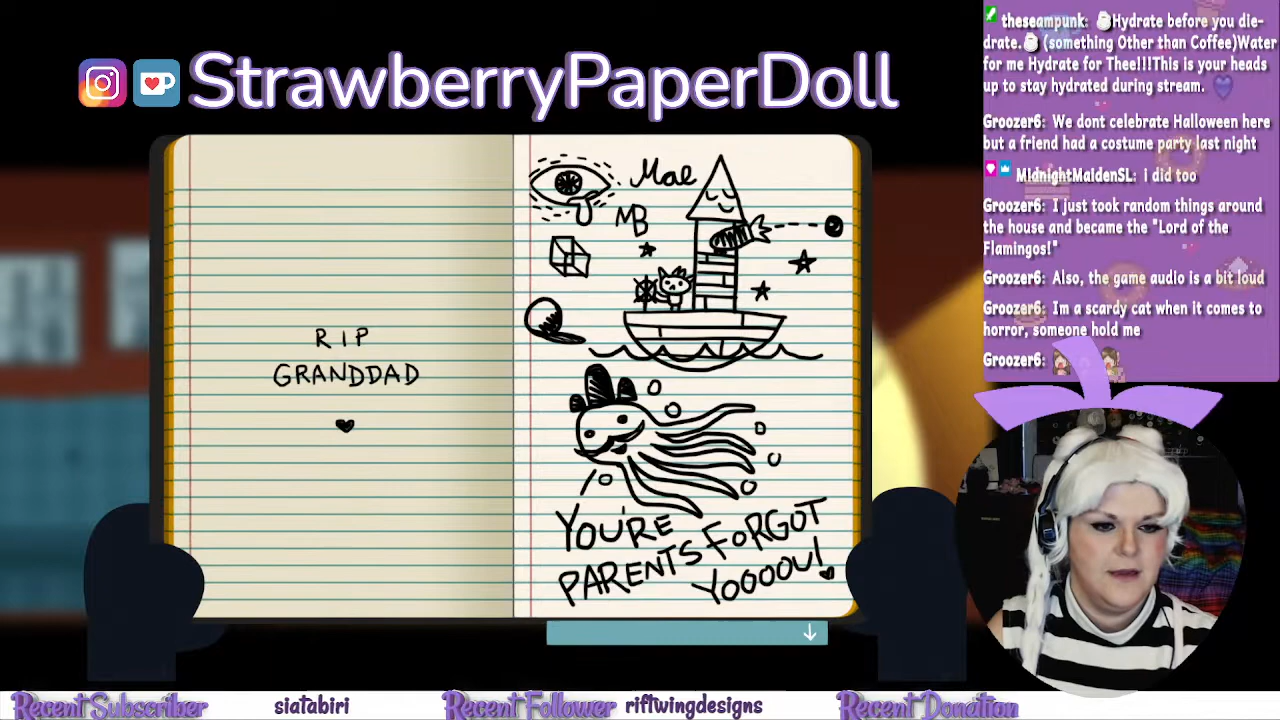 StrawberryPaperDoll
RIP
GRANDDAD
Mae
MB
YOU'RE
PARENTS FORGOT
YOOOOU!
theseampunk: Hydrate before you die-
drate. (something Other than Coffee)Water
for me Hydrate for Thee!!!This is your heads
up to stay hydrated during stream.
Groozer6: We dont celebrate Halloween here
but a friend had a costume party last night
MidnightMaidenSL: i did too
Groozer6: I just took random things around
the house and became the "Lord of the
Flamingos!"
Groozer6: Also, the game audio is a bit loud
Groozer6: Im a scardy cat when it comes to
horror, someone hold me
Groozer6:
Recent Subscriber siatabiri Recent Follower riftwingdesigns Recent Donation